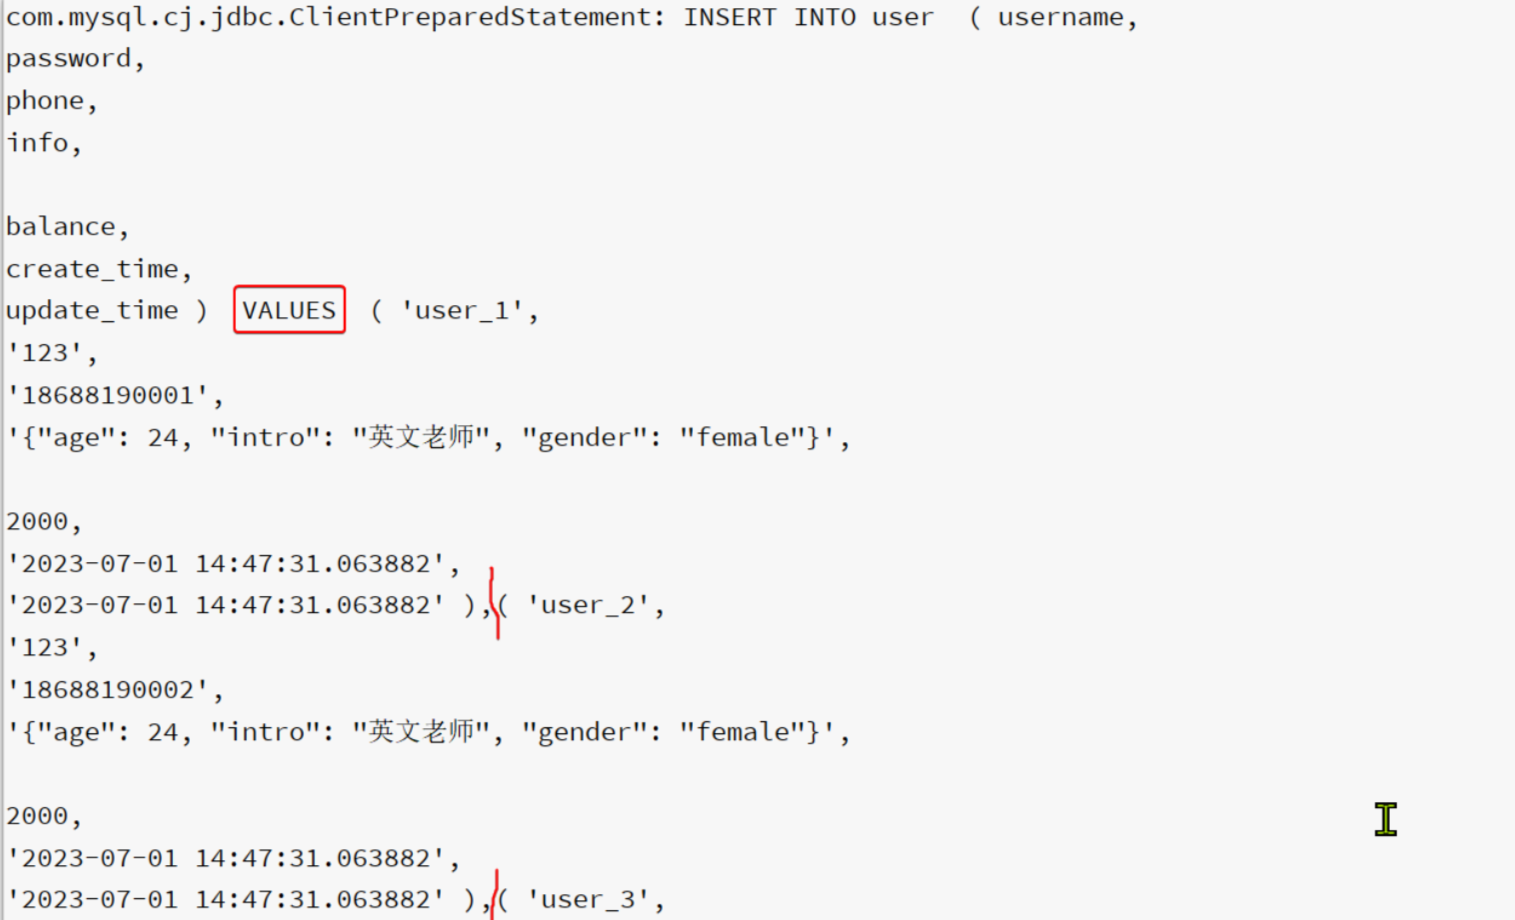 com.mysql.cj.jdbc.ClientPreparedStatement: INSERT INTO user  ( username,
password,
phone,
info,
balance,
create_time,
update_time )  VALUES  ( 'user_1',
'123',
'18688190001',
'{"age": 24, "intro": "英文老师", "gender": "female"}',
2000,
'2023-07-01 14:47:31.063882',
'2023-07-01 14:47:31.063882' ),( 'user_2',
'123',
'18688190002',
'{"age": 24, "intro": "英文老师", "gender": "female"}',
2000,
'2023-07-01 14:47:31.063882',
'2023-07-01 14:47:31.063882' ),( 'user_3',